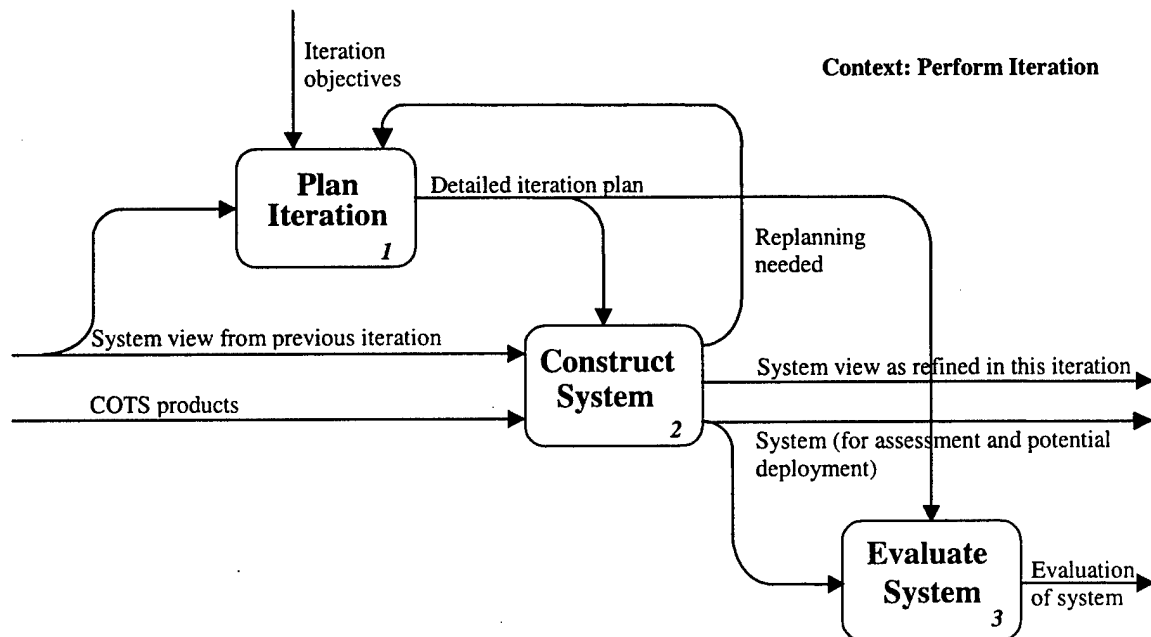 Iteration
objectives
Context: Perform Iteration
Plan
Iteration
1
Detailed iteration plan
Replanning
needed
System view from previous iteration
Construct
System
2
COTS products
System view as refined in this iteration
System (for assessment and potential
deployment)
Evaluate
System
3
Evaluation
of system